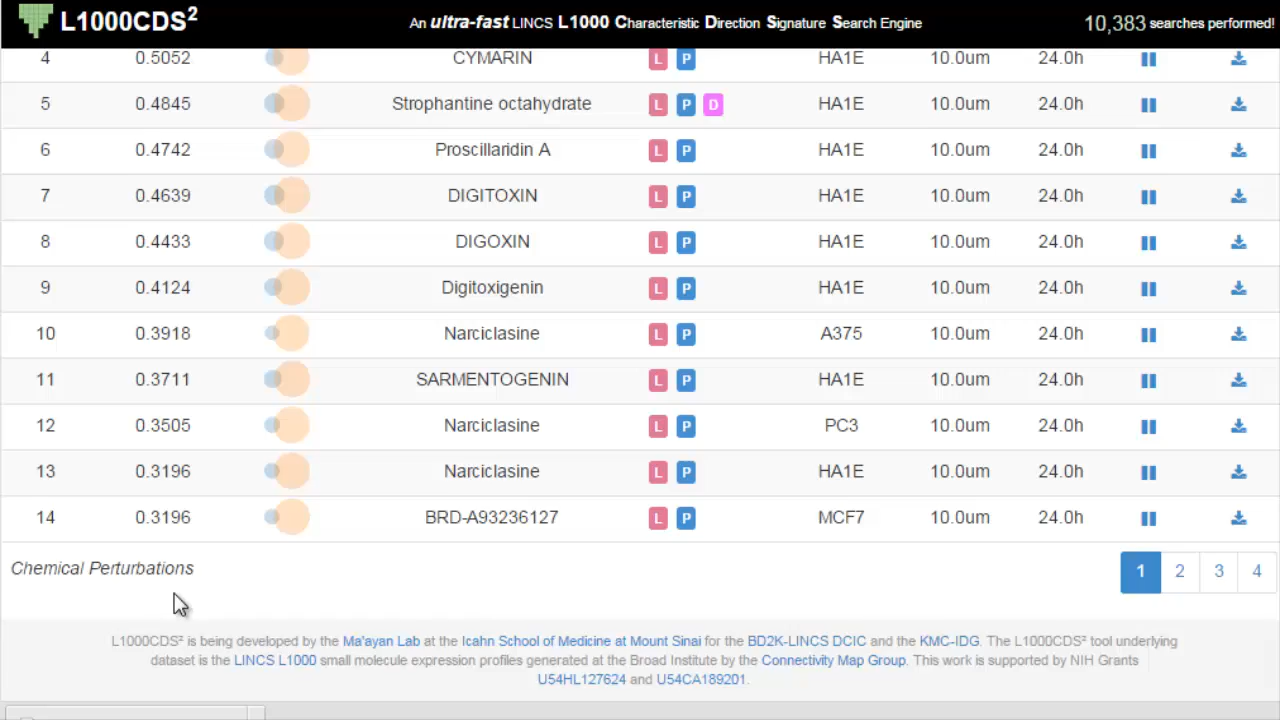 L1000CDS² An ultra-fast LINCS L1000 Characteristic Direction Signature Search Engine 10,383 searches performed!
4 0.5052 CYMARIN L P HA1E 10.0um 24.0h
5 0.4845 Strophantine octahydrate L P D HA1E 10.0um 24.0h
6 0.4742 Proscillaridin A L P HA1E 10.0um 24.0h
7 0.4639 DIGITOXIN L P HA1E 10.0um 24.0h
8 0.4433 DIGOXIN L P HA1E 10.0um 24.0h
9 0.4124 Digitoxigenin L P HA1E 10.0um 24.0h
10 0.3918 Narciclasine L P A375 10.0um 24.0h
11 0.3711 SARMENTOGENIN L P HA1E 10.0um 24.0h
12 0.3505 Narciclasine L P PC3 10.0um 24.0h
13 0.3196 Narciclasine L P HA1E 10.0um 24.0h
14 0.3196 BRD-A93236127 L P MCF7 10.0um 24.0h
Chemical Perturbations 1 2 3 4
L1000CDS² is being developed by the Ma'ayan Lab at the Icahn School of Medicine at Mount Sinai for the BD2K-LINCS DCIC and the KMC-IDG. The L1000CDS² tool underlying
dataset is the LINCS L1000 small molecule expression profiles generated at the Broad Institute by the Connectivity Map Group. This work is supported by NIH Grants
U54HL127624 and U54CA189201.